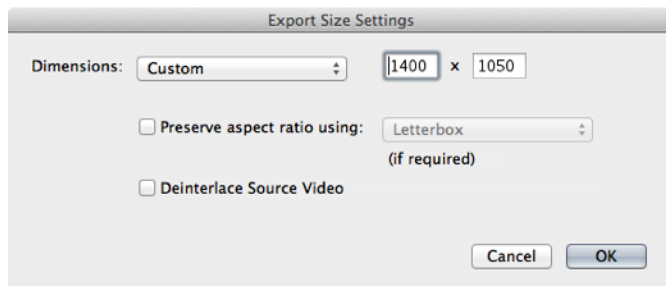 Export Size Settings
Dimensions: Custom 1400 x 1050
Preserve aspect ratio using: Letterbox
(if required)
Deinterlace Source Video
Cancel OK